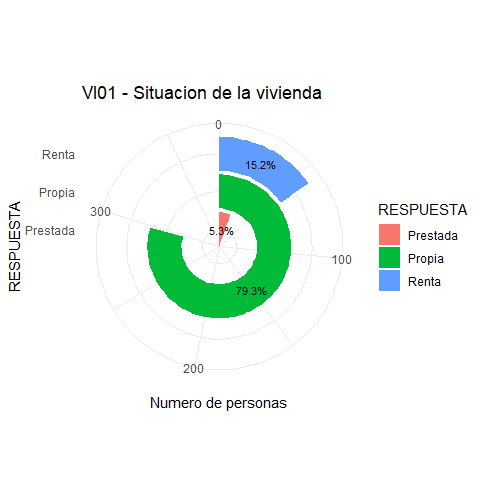 VI01 - Situacion de la vivienda
0
Renta
15.2%
Propia
300
Prestada
5.3%
100
79.3%
200
RESPUESTA
Numero de personas
RESPUESTA
Prestada
Propia
Renta